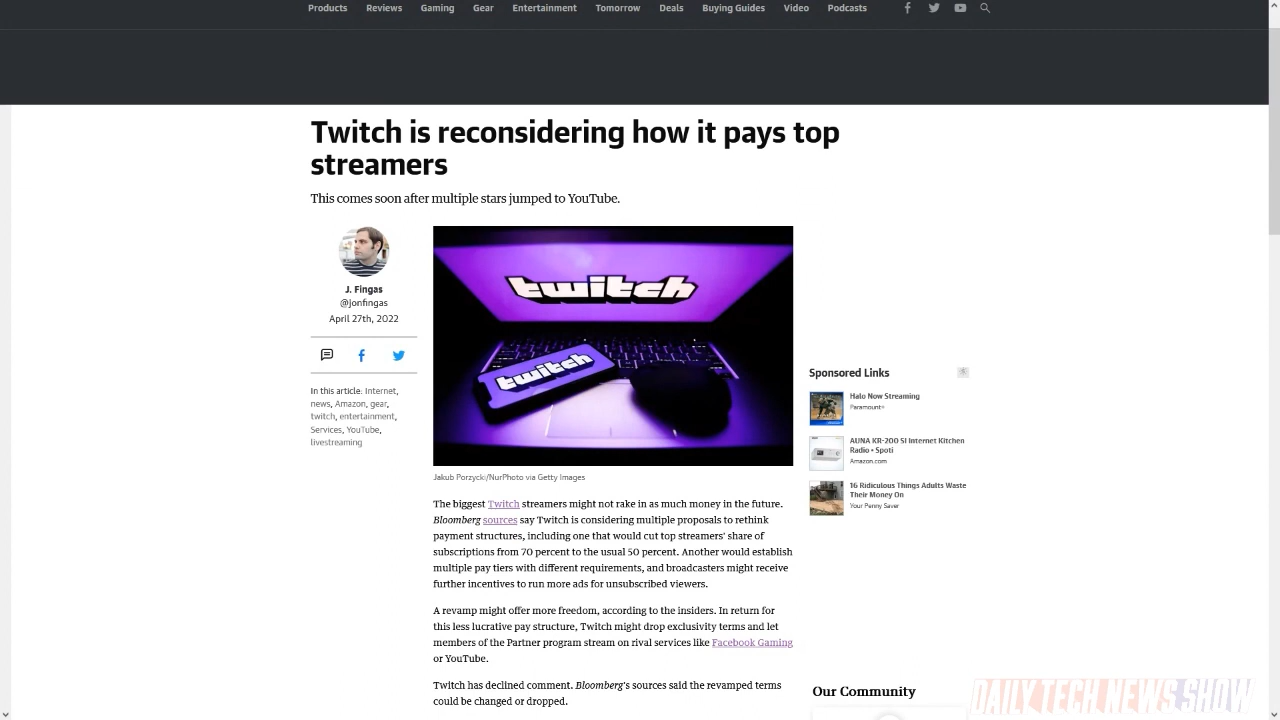 Products Reviews Gaming Gear Entertainment Tomorrow Deals Buying Guides Video Podcasts
Twitch is reconsidering how it pays top
streamers
This comes soon after multiple stars jumped to YouTube.
J. Fingas
@jonfingas
April 27th, 2022
In this article: Internet,
news, Amazon, gear,
twitch, entertainment,
Services, YouTube,
livestreaming
twitch
twitch
Jakub Porzycki/NurPhoto via Getty Images
The biggest Twitch streamers might not rake in as much money in the future.
Bloomberg sources say Twitch is considering multiple proposals to rethink
payment structures, including one that would cut top streamers' share of
subscriptions from 70 percent to the usual 50 percent. Another would establish
multiple pay tiers with different requirements, and broadcasters might receive
further incentives to run more ads for unsubscribed viewers.
A revamp might offer more freedom, according to the insiders. In return for
this less lucrative pay structure, Twitch might drop exclusivity terms and let
members of the Partner program stream on rival services like Facebook Gaming
or YouTube.
Twitch has declined comment. Bloomberg's sources said the revamped terms
could be changed or dropped.
Sponsored Links
Halo Now Streaming
Paramount+
AUNA KR-200 SI Internet Kitchen
Radio • Spoti
Amazon.com
16 Ridiculous Things Adults Waste
Their Money On
Your Penny Saver
Our Community
DAILY TECH NEWS SHOW